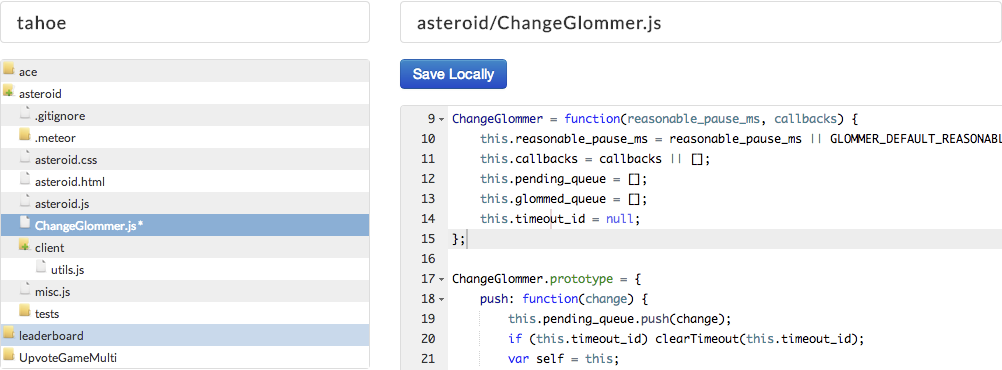 tahoe
asteroid/ChangeGlommer.js
ace
asteroid
.gitignore
.meteor
asteroid.css
asteroid.html
asteroid.js
ChangeGlommer.js*
client
utils.js
misc.js
tests
leaderboard
UpvoteGameMulti
Save Locally
9 ChangeGlommer = function(reasonable_pause_ms, callbacks) {
10 this.reasonable_pause_ms = reasonable_pause_ms || GLOMMER_DEFAULT_REASONABL
11 this.callbacks = callbacks || [];
12 this.pending_queue = [];
13 this.glommed_queue = [];
14 this.timeout_id = null;
15 };
16
17 ChangeGlommer.prototype = {
18 push: function(change) {
19 this.pending_queue.push(change);
20 if (this.timeout_id) clearTimeout(this.timeout_id);
21 var self = this;